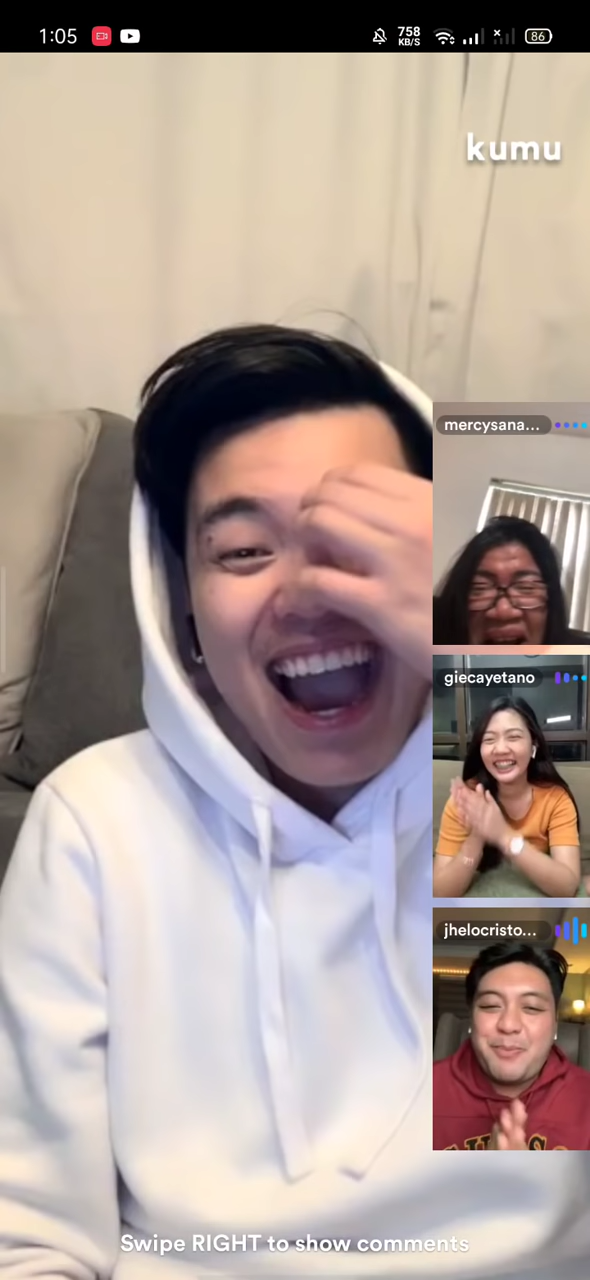 1:05
758
KB/S
86
kumu
mercysana...
giecayetano
jhelocristo...
Swipe RIGHT to show comments